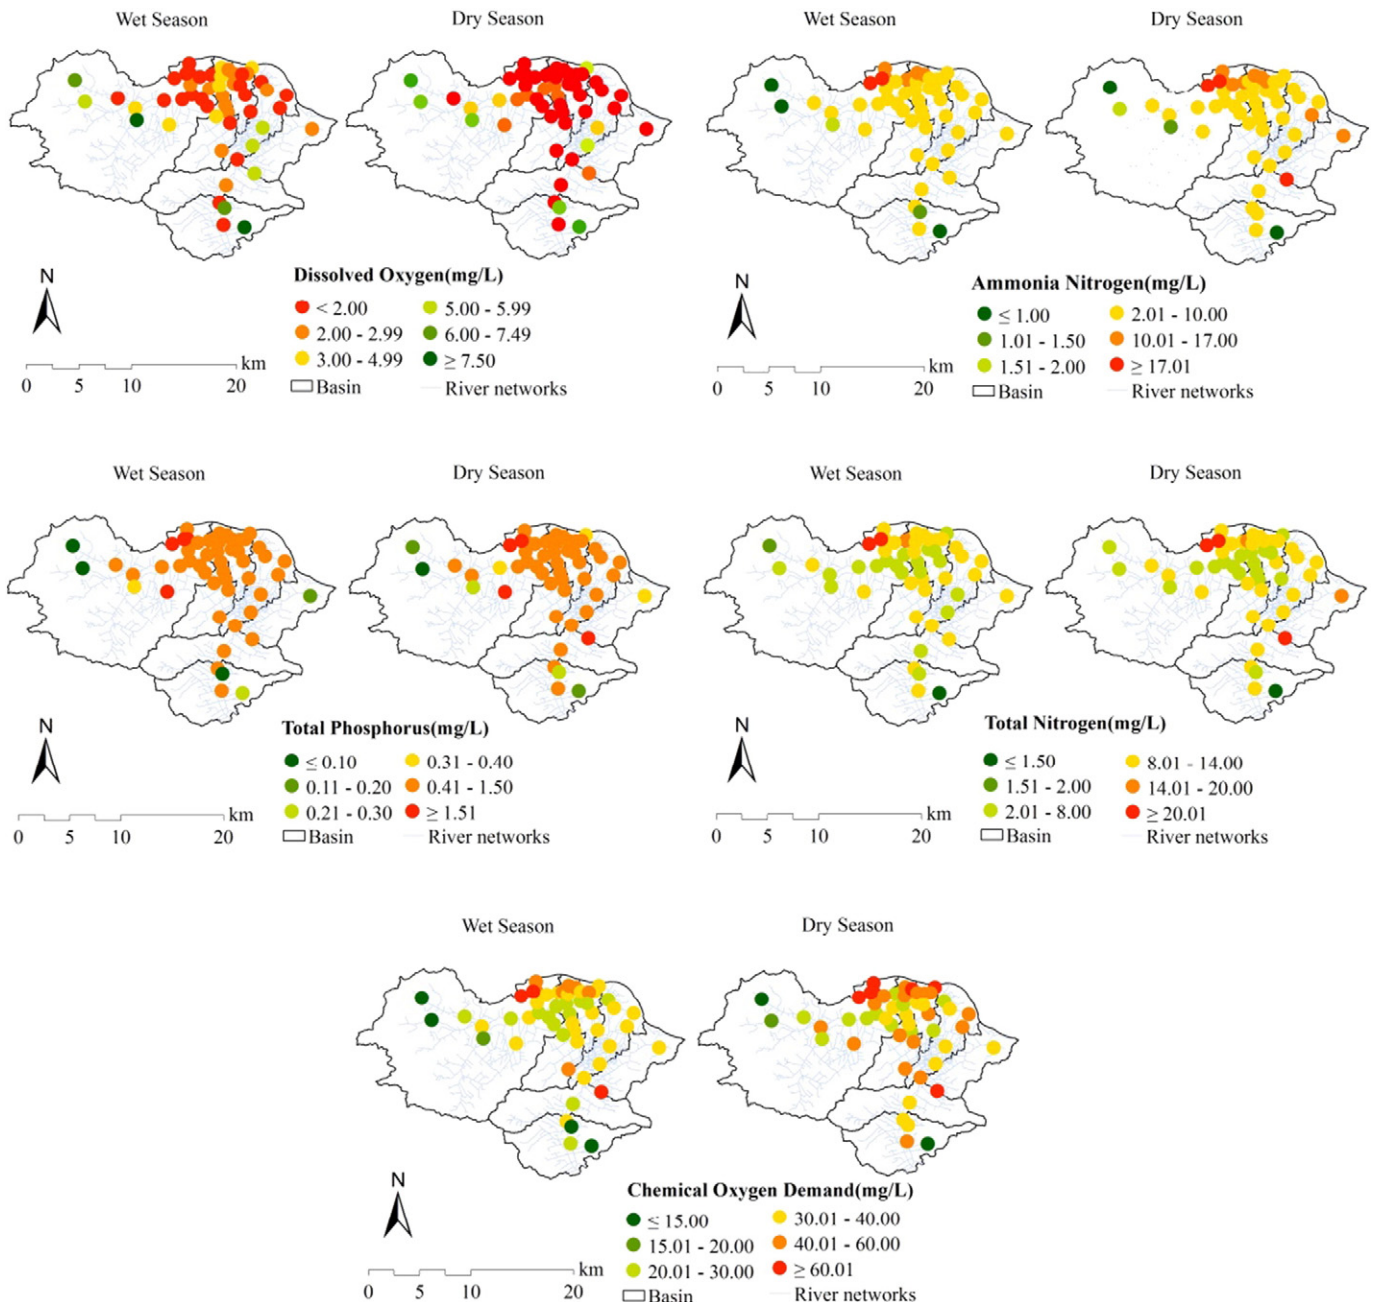 Wet Season Dry Season Wet Season Dry Season
N
Dissolved Oxygen(mg/L)
< 2.00 5.00 - 5.99
2.00 - 2.99 6.00 - 7.49
3.00 - 4.99 ≥ 7.50
Basin River networks
km
0 5 10 20
N
Ammonia Nitrogen(mg/L)
≤ 1.00 2.01 - 10.00
1.01 - 1.50 10.01 - 17.00
1.51 - 2.00 ≥ 17.01
Basin River networks
km
0 5 10 20
Wet Season Dry Season Wet Season Dry Season
N
Total Phosphorus(mg/L)
≤ 0.10 0.31 - 0.40
0.11 - 0.20 0.41 - 1.50
0.21 - 0.30 ≥ 1.51
Basin River networks
km
0 5 10 20
N
Total Nitrogen(mg/L)
≤ 1.50 8.01 - 14.00
1.51 - 2.00 14.01 - 20.00
2.01 - 8.00 ≥ 20.01
Basin River networks
km
0 5 10 20
Wet Season Dry Season
N
Chemical Oxygen Demand(mg/L)
≤ 15.00 30.01 - 40.00
15.01 - 20.00 40.01 - 60.00
20.01 - 30.00 ≥ 60.01
Basin River networks
km
0 5 10 20